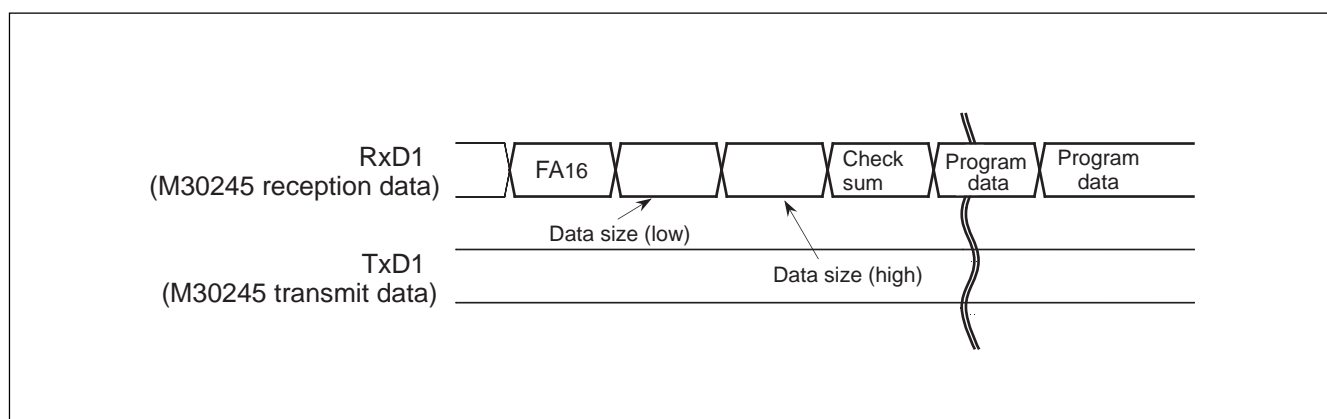 RxD1
(M30245 reception data)
FA16
Check
sum
Program
data
Program
data
Data size (low)
Data size (high)
TxD1
(M30245 transmit data)